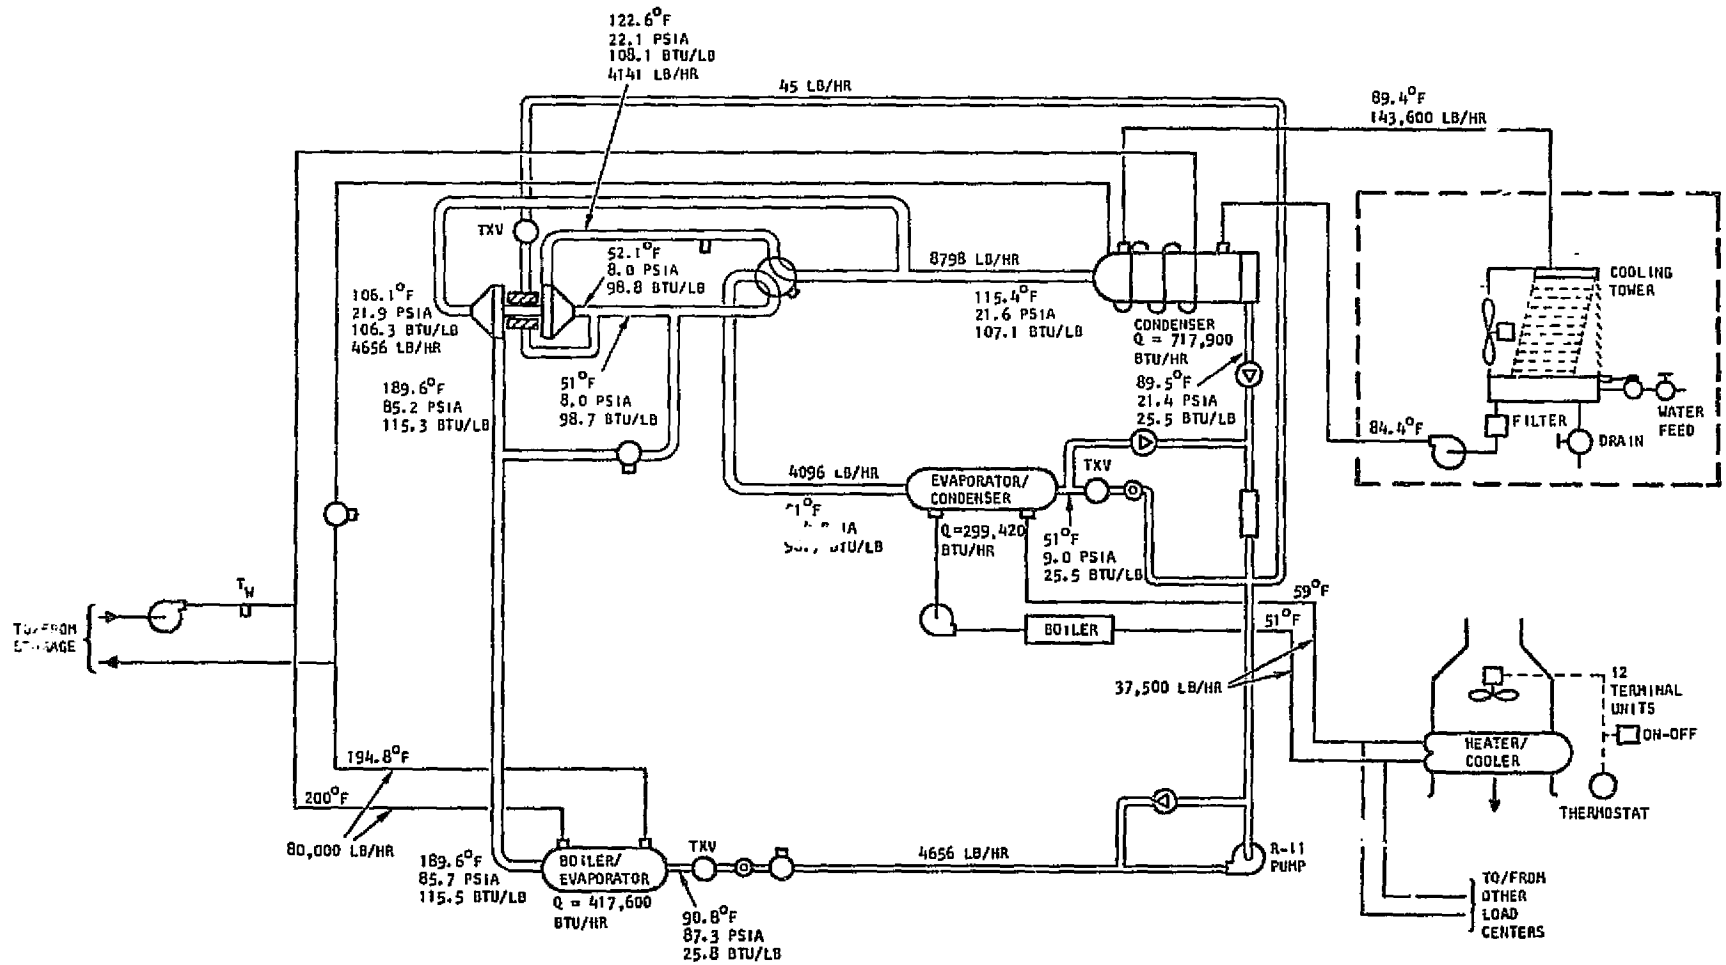 122.6°F
22.1 PSIA
108.1 BTU/LB
4141 LB/HR
45 LB/HR
89.4°F
143,600 LB/HR
TXV
52.1°F
8.0 PSIA
98.8 BTU/LB
8798 LB/HR
COOLING
TOWER
106.1°F
21.9 PSIA
106.3 BTU/LB
4656 LB/HR
115.4°F
21.6 PSIA
107.1 BTU/LB
CONDENSER
Q = 717,900
BTU/HR
189.6°F
85.2 PSIA
115.3 BTU/LB
51°F
8.0 PSIA
98.7 BTU/LB
89.5°F
21.4 PSIA
25.5 BTU/LB
84.4°F
FILTER
DRAIN
WATER
FEED
4096 LB/HR
EVAPORATOR/
CONDENSER
TXV
BTU/LB
Q=299,420
BTU/HR
51°F
9.0 PSIA
25.5 BTU/LB
TW
TO/FROM
BOILER
59°F
51°F
37,500 LB/HR
12
TERMINAL
UNITS
ON-OFF
HEATER/
COOLER
THERMOSTAT
194.8°F
200°F
80,000 LB/HR
189.6°F
85.7 PSIA
115.5 BTU/LB
BOILER/
EVAPORATOR
Q = 417,600
BTU/HR
TXV
4656 LB/HR
R-11
PUMP
90.8°F
87.3 PSIA
25.8 BTU/LB
TO/FROM
OTHER
LOAD
CENTERS